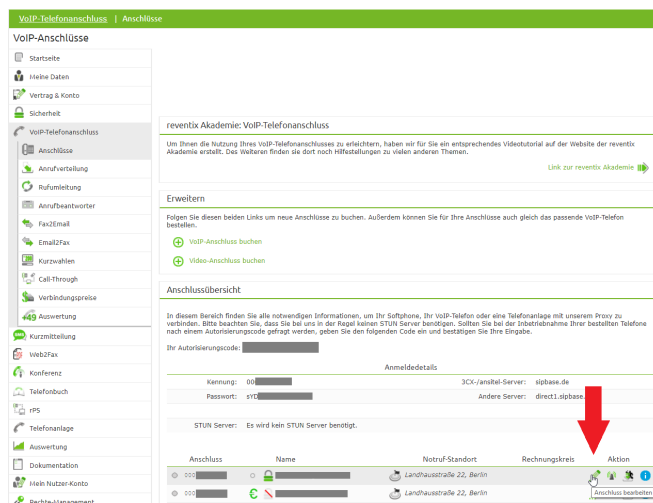 VoIP-Telefonanschluss | Anschlüsse
VoIP-Anschlüsse
Startseite
Meine Daten
Vertrag & Konto
Sicherheit
VoIP-Telefonanschluss
Anschlüsse
Anrufverteilung
Rufumleitung
Anrufbeantworter
Fax2Email
Email2Fax
Kurzwahlen
Call-Through
Verbindungspreise
Auswertung
Kurzmitteilung
Web2Fax
Konferenz
Telefonbuch
rPS
Telefonanlage
Auswertung
Dokumentation
Mein Nutzer-Konto
Rechte-Management
reventix Akademie: VoIP-Telefonanschluss
Um Ihnen die Nutzung Ihres VoIP-Telefonanschlusses zu erleichtern, haben wir für Sie ein entsprechendes Videotutorial auf der Website der reventix
Akademie erstellt. Des Weiteren finden sie dort noch Hilfestellungen zu vielen anderen Themen.
Link zur reventix Akademie
Erweitern
Folgen Sie diesen beiden Links um neue Anschlüsse zu buchen. Außerdem können Sie für Ihre Anschlüsse auch gleich das passende VoIP-Telefon
bestellen.
VoIP-Anschluss buchen
Video-Anschluss buchen
Anschlussübersicht
In diesem Bereich finden Sie alle notwendigen Informationen, um Ihr Softphone, Ihr VoIP-Telefon oder eine Telefonanlage mit unserem Proxy zu
verbinden. Bitte beachten Sie, dass Sie bei uns in der Regel keinen STUN Server benötigen. Sollten Sie bei der Inbetriebnahme Ihrer bestellten Telefone
nach einem Autorisierungscode gefragt werden, geben Sie den folgenden Code ein und bestätigen Sie Ihre Eingabe.
Ihr Autorisierungscode:
Anmeldedetails
Kennung: 00 3CX-/ansitel-Server: sipbase.de
Passwort: sYD Andere Server: direct1.sipbase.
STUN Server: Es wird kein STUN Server benötigt.
Anschluss Name Notruf-Standort Rechnungskreis Aktion
000 Landhausstraße 22, Berlin
Anschluss bearbeiten
000 Landhausstraße 22, Berlin